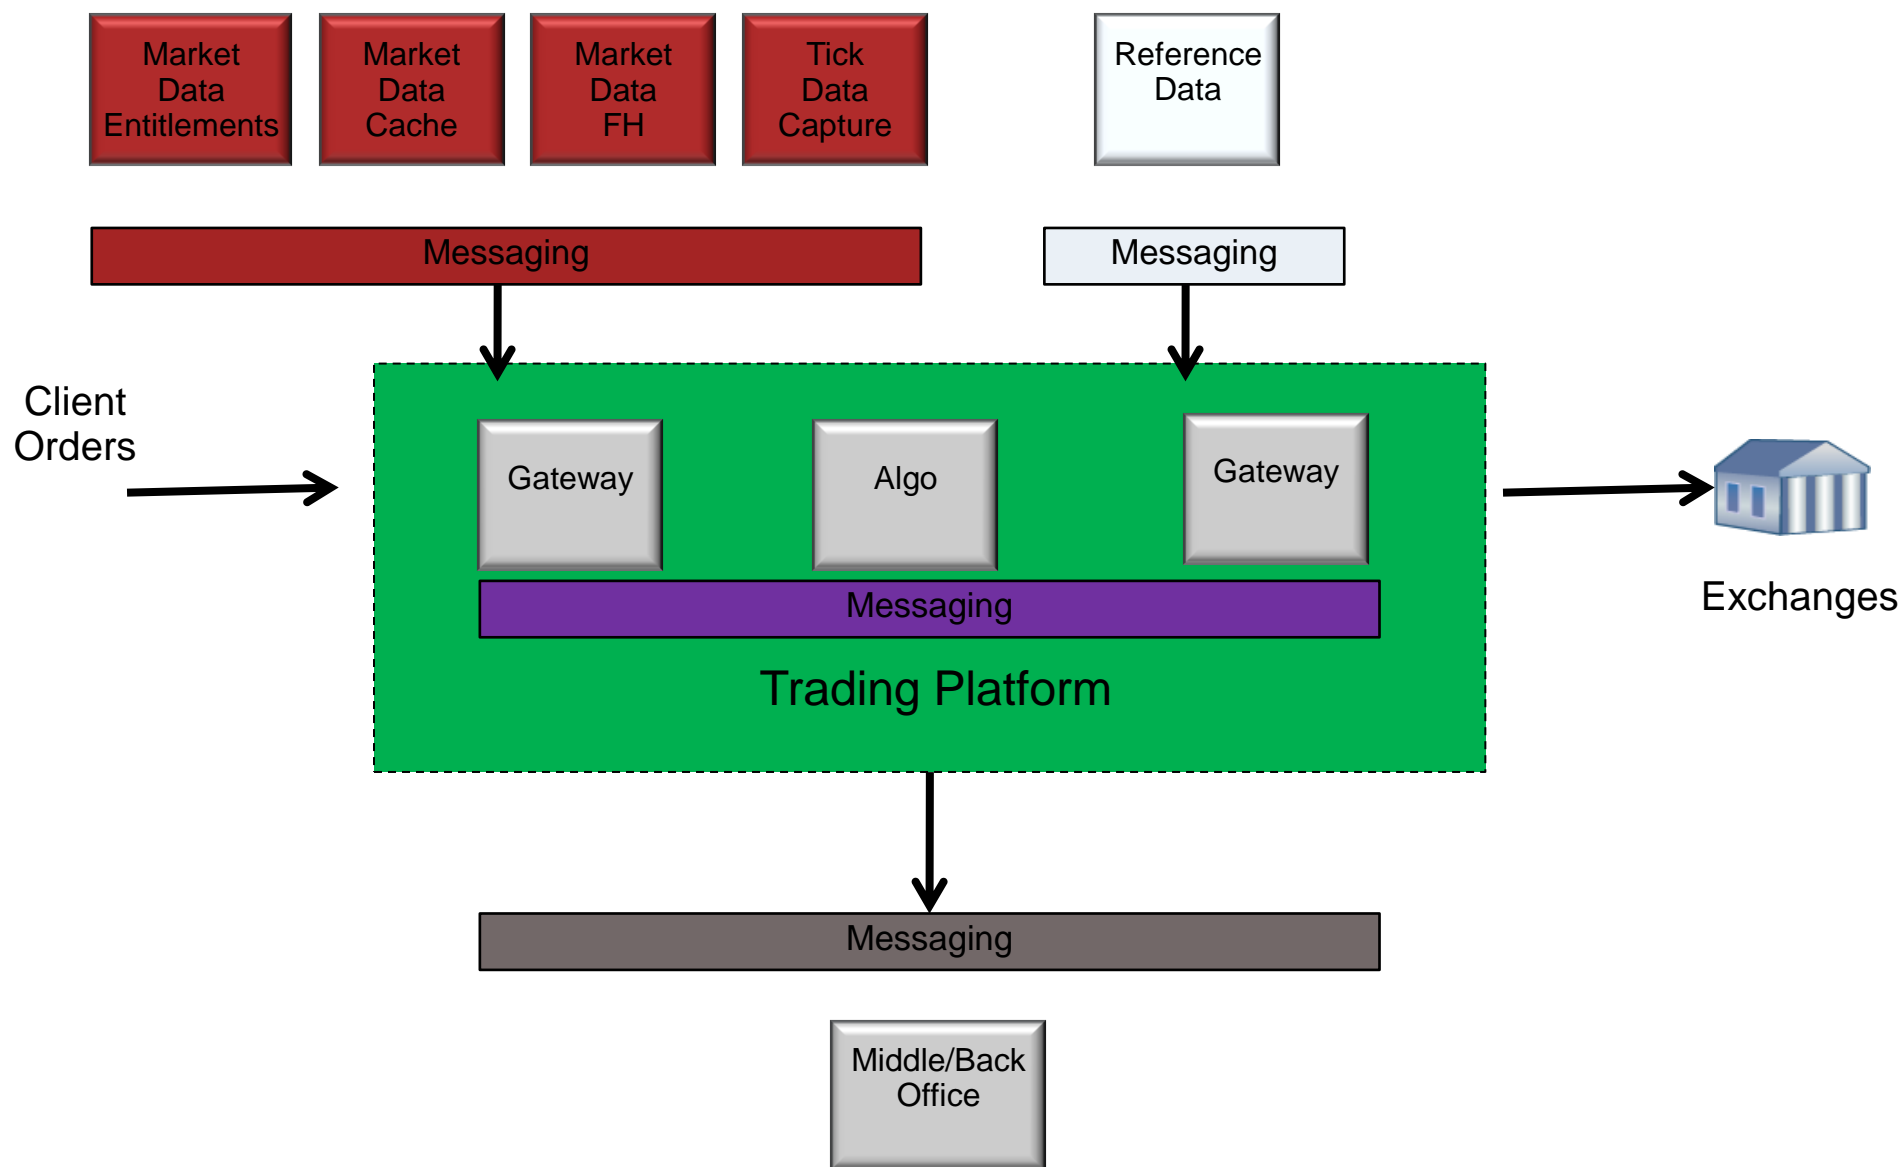 Market
Data
Entitlements
Market
Data
Cache
Market
Data
FH
Tick
Data
Capture
Reference
Data
Messaging
Messaging
Client
Orders
Gateway
Algo
Gateway
Messaging
Trading Platform
Exchanges
Messaging
Middle/Back
Office